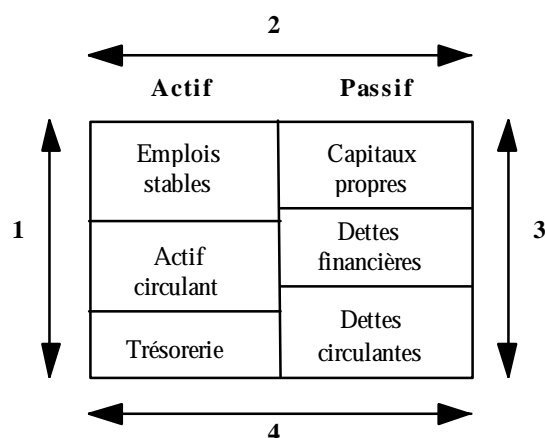 2
Actif Passif
1
Emplois
stables
Capitaux
propres
3
Actif
circulant
Dettes
financières
Trésorerie
Dettes
circulantes
4